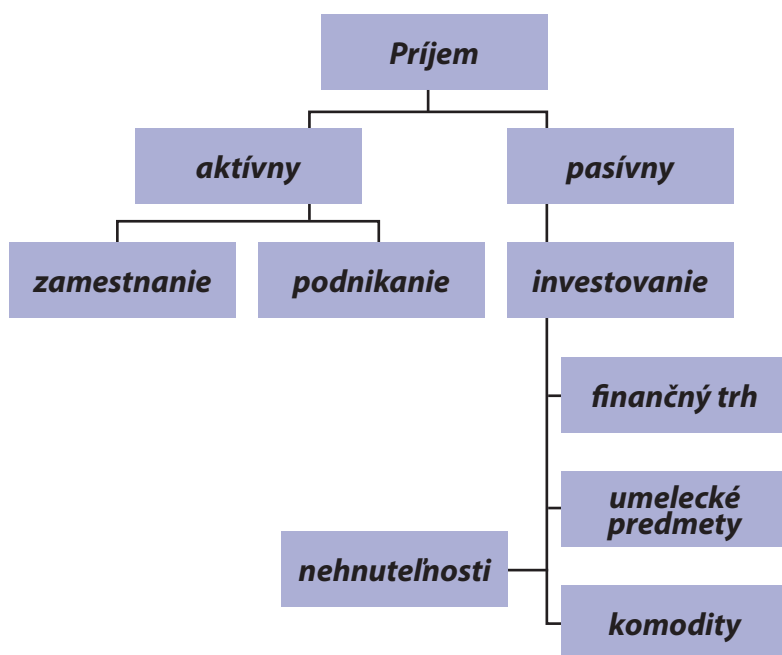 Príjem
aktívny
pasívny
zamestnanie
podnikanie
investovanie
finančný trh
umelecké
predmety
nehnuteľnosti
komodity